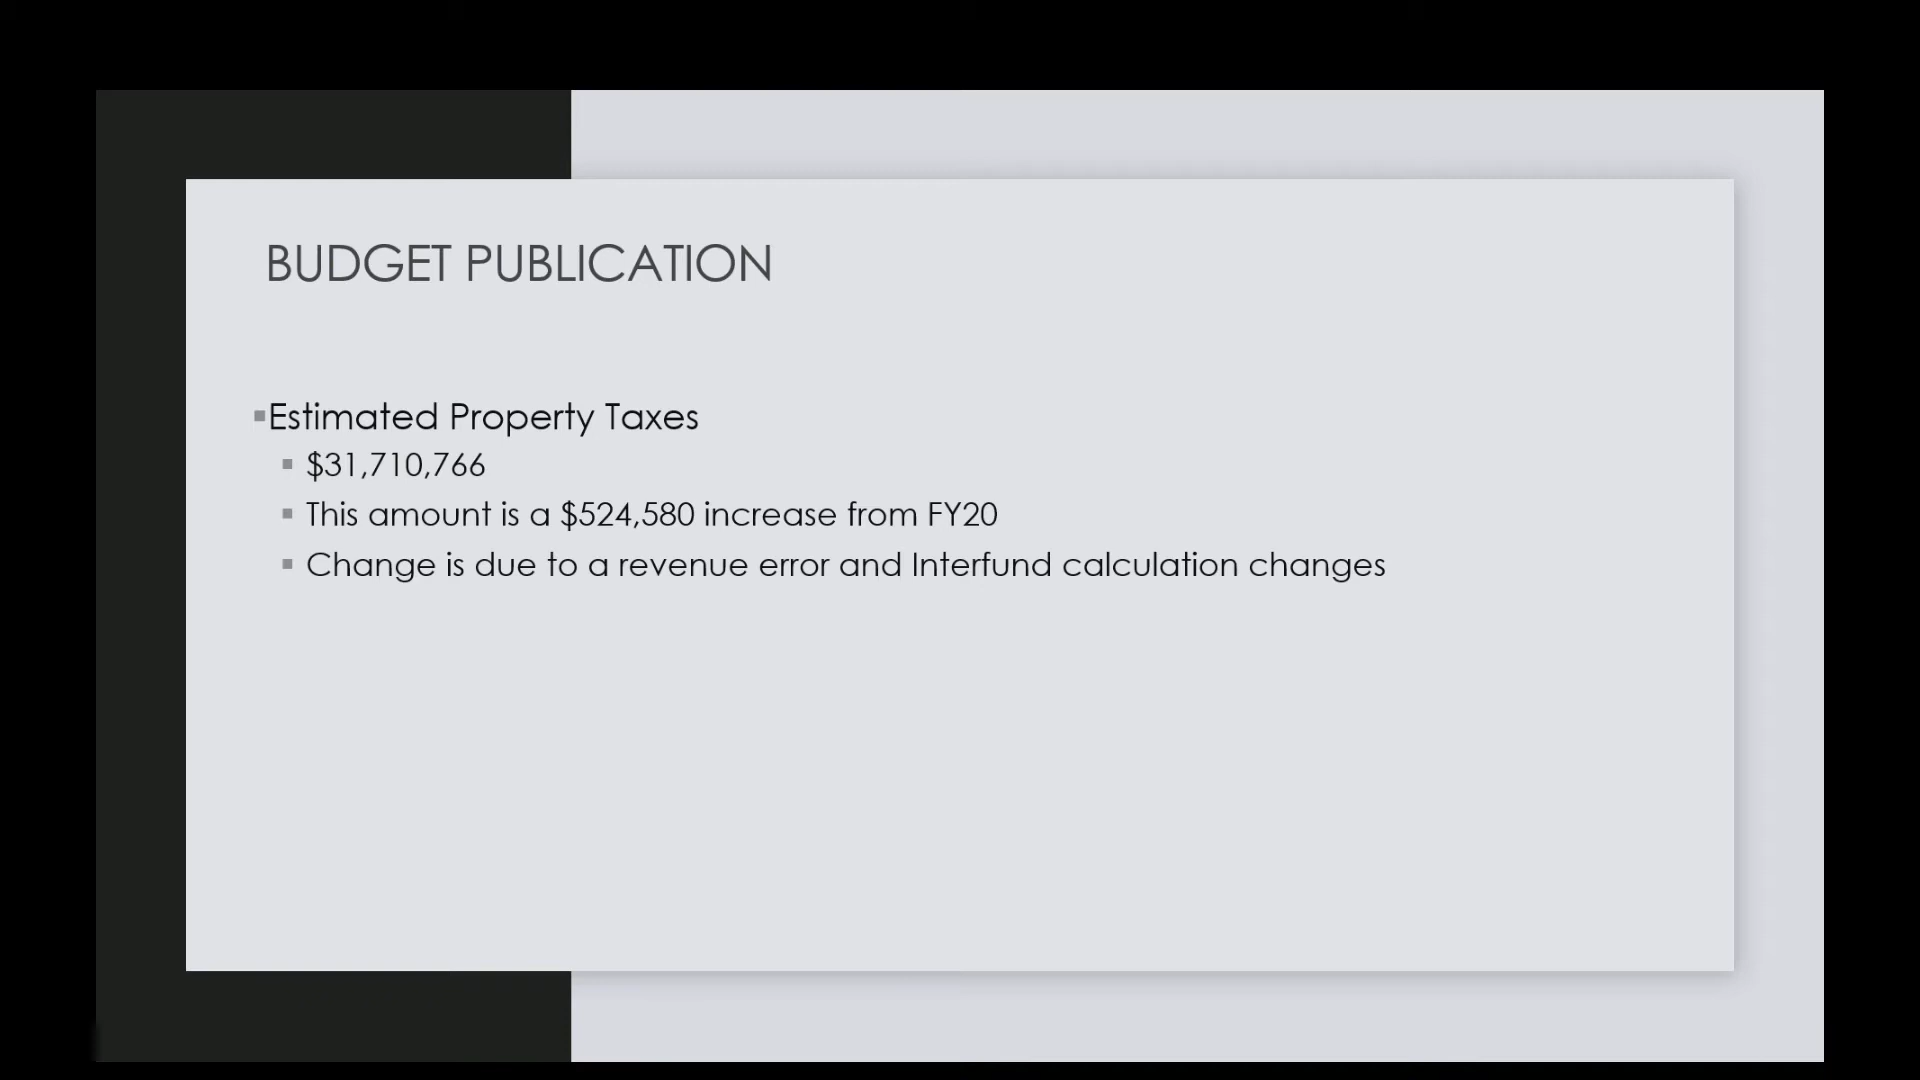 BUDGET PUBLICATION
▪Estimated Property Taxes
▪ $31,710,766
▪ This amount is a $524,580 increase from FY20
▪ Change is due to a revenue error and Interfund calculation changes